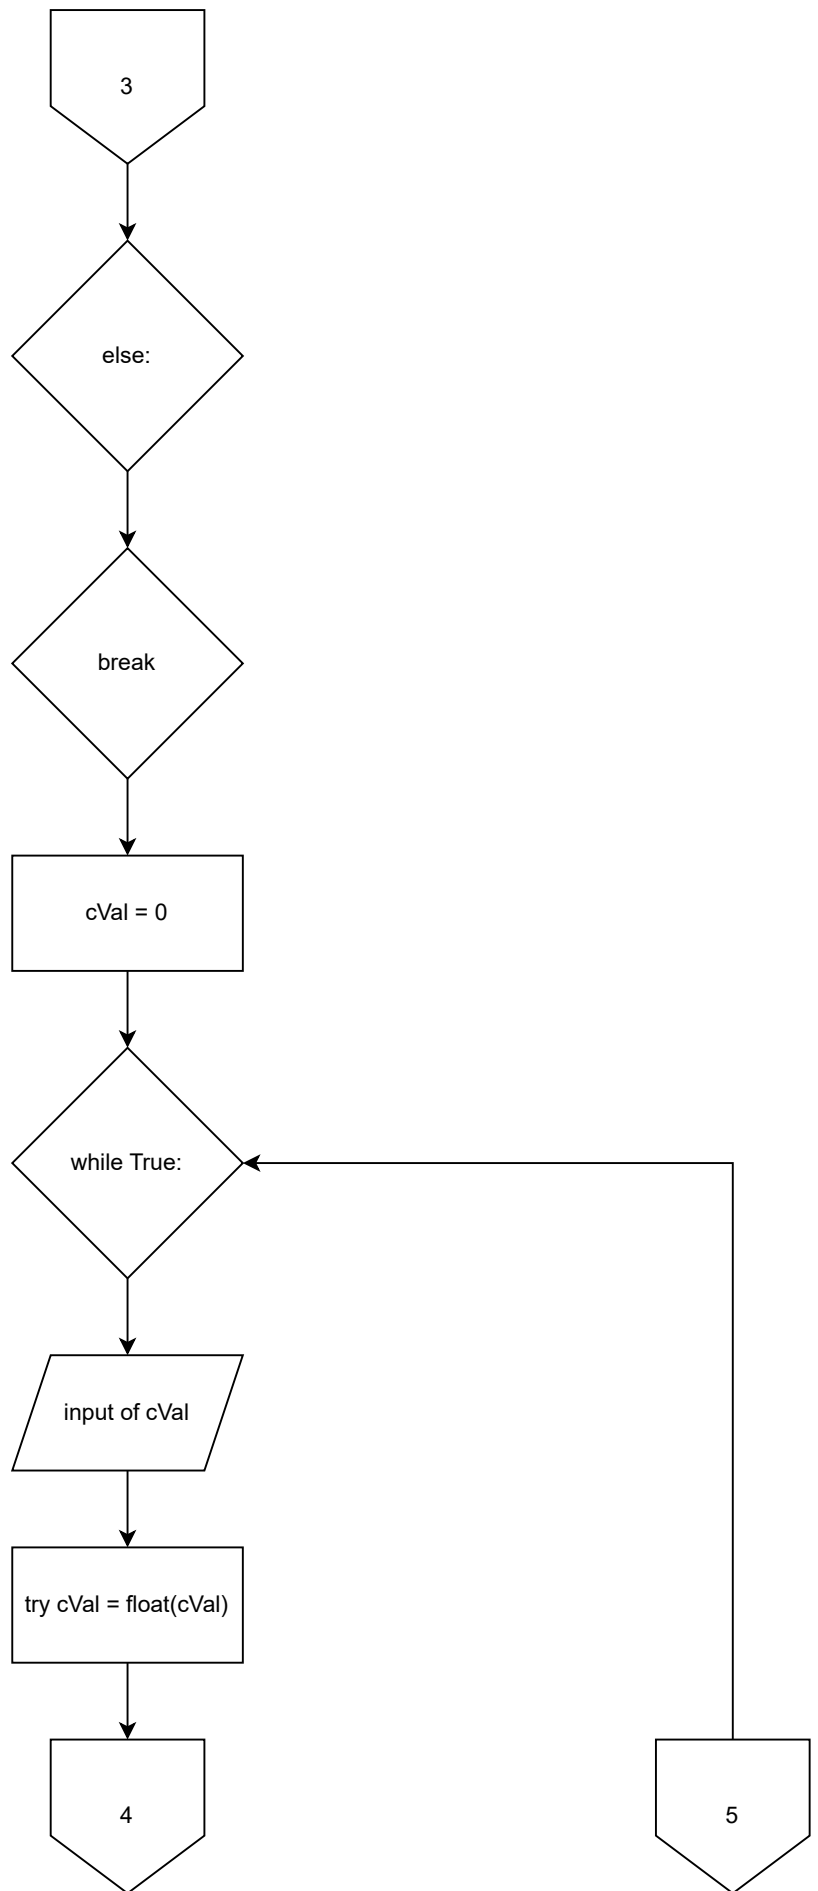 3
else:
break
cVal = 0
while True:
input of cVal
try cVal = float(cVal)
4
5